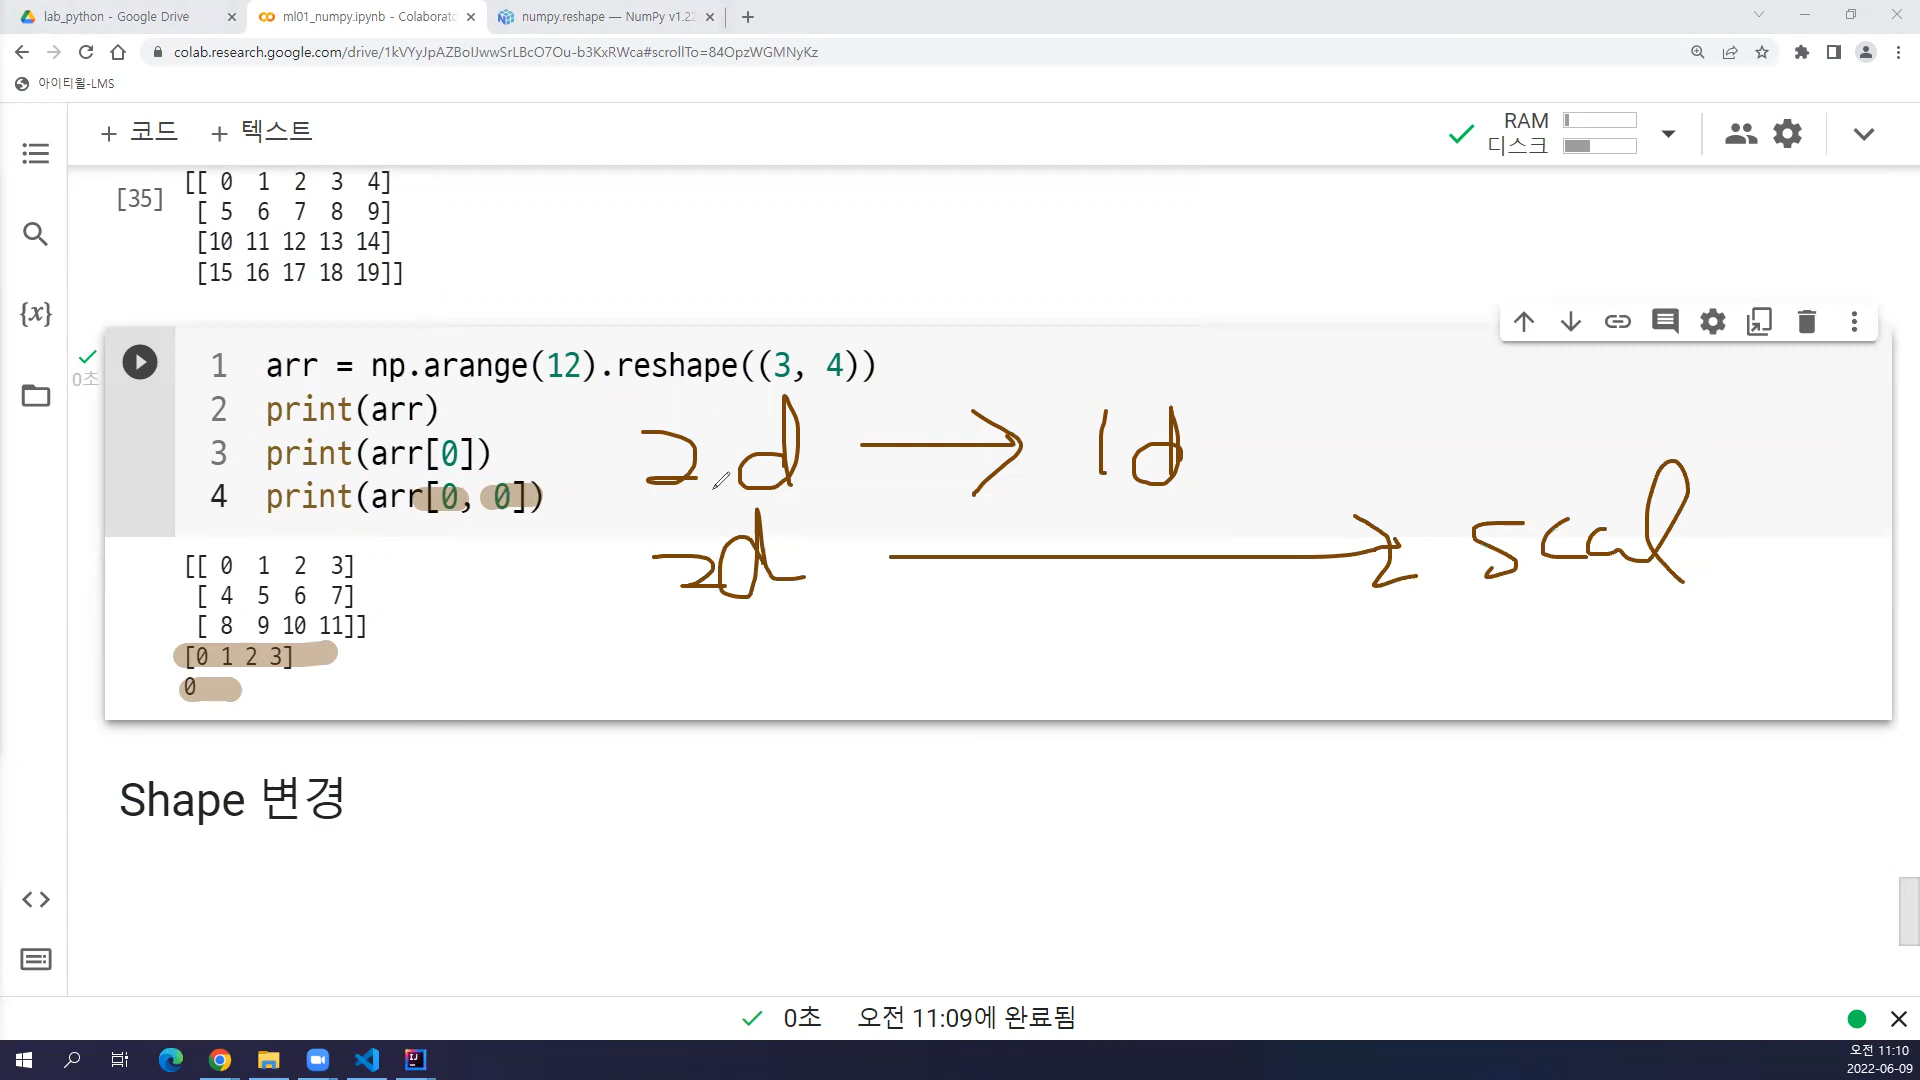 lab_python - Google Drive
ml01_numpy.ipynb - Colaborato
numpy.reshape — NumPy v1.22
colab.research.google.com/drive/1kVYyJpAZBoIJwwSrLBcO7Ou-b3KxRWca#scrollTo=84OpzWGMNyKz
아이티윌-LMS
+ 코드 + 텍스트
RAM
디스크
[35]
[[ 0 1 2 3 4]
[ 5 6 7 8 9]
[10 11 12 13 14]
[15 16 17 18 19]]
{x}
0초
1 arr = np.arange(12).reshape((3, 4))
2 print(arr)
3 print(arr[0])
4 print(arr[0, 0])
2d → 1d
2d → scal
[[ 0 1 2 3]
[ 4 5 6 7]
[ 8 9 10 11]]
[0 1 2 3]
0
Shape 변경
0초 오전 11:09에 완료됨
오전 11:10
2022-06-09